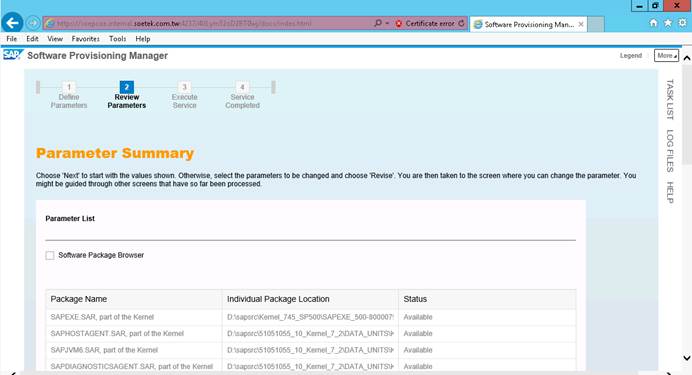 https://soepcoe.internal.soetek.com.tw:4237/
docs/index.html
Certificate error
Software Provisioning Man...
File Edit View Favorites Tools Help
SAP Software Provisioning Manager
Legend
More
1 2 3 4
Define Parameters
Review Parameters
Execute Service
Service Completed
TASK LIST
LOG FILES
HELP
Parameter Summary
Choose 'Next' to start with the values shown. Otherwise, select the parameters to be changed and choose 'Revise'. You are then taken to the screen where you can change the parameter. You
might be guided through other screens that have so far been processed.
Parameter List
Software Package Browser
Package Name Individual Package Location Status
SAPEXE.SAR, part of the Kernel D:\sapsrc\Kernel_745_SP500\SAPEXE_500-800007 Available
SAPHOSTAGENT.SAR, part of the Kernel D:\sapsrc\51051055_10_Kernel_7_2\DATA_UNITS\ Available
SAPJVM6.SAR, part of the Kernel D:\sapsrc\51051055_10_Kernel_7_2\DATA_UNITS\ Available
SAPDIAGNOSTICSAGENT.SAR, part of the Kernel D:\sapsrc\51051055_10_Kernel_7_2\DATA_UNITS\ Available